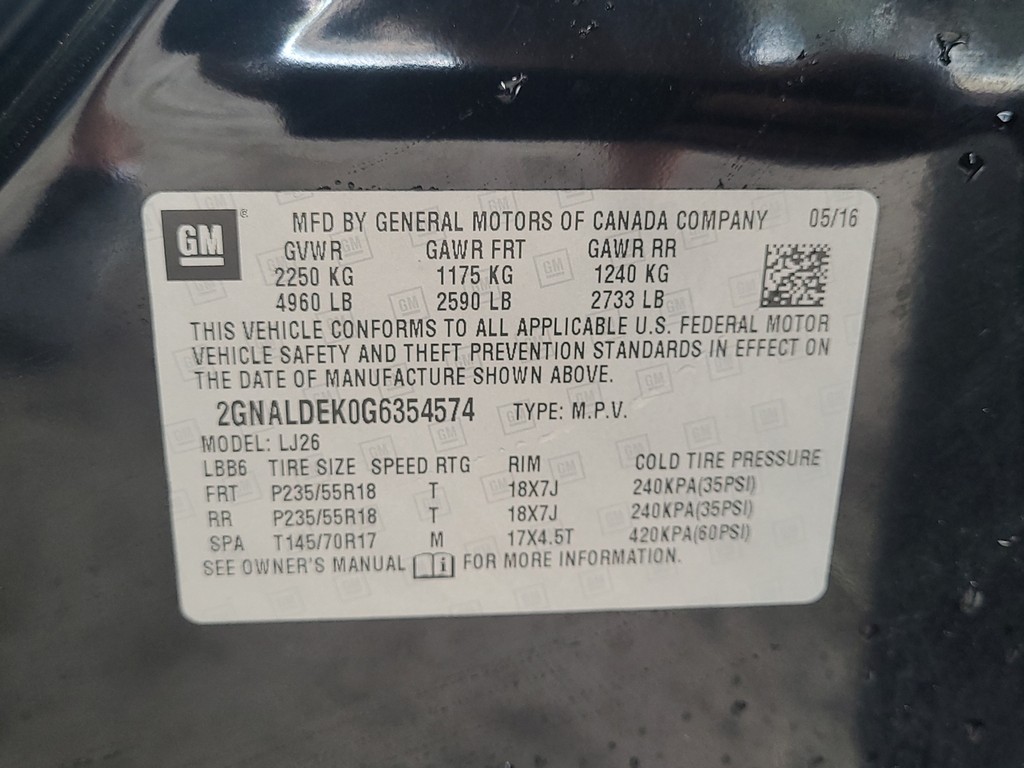 GM ® MFD BY GENERAL MOTORS OF CANADA COMPANY 05/16
GVWR GAWR FRT GAWR RR
2250 KG 1175 KG 1240 KG
4960 LB 2590 LB 2733 LB
THIS VEHICLE CONFORMS TO ALL APPLICABLE U.S. FEDERAL MOTOR
VEHICLE SAFETY AND THEFT PREVENTION STANDARDS IN EFFECT ON
THE DATE OF MANUFACTURE SHOWN ABOVE.
2GNALDEK0G6354574 TYPE: M.P.V.
MODEL: LJ26
LBB6 TIRE SIZE SPEED RTG RIM COLD TIRE PRESSURE
FRT P235/55R18 T 18X7J 240KPA(35PSI)
RR P235/55R18 T 18X7J 240KPA(35PSI)
SPA T145/70R17 M 17X4.5T 420KPA(60PSI)
SEE OWNER'S MANUAL i FOR MORE INFORMATION.